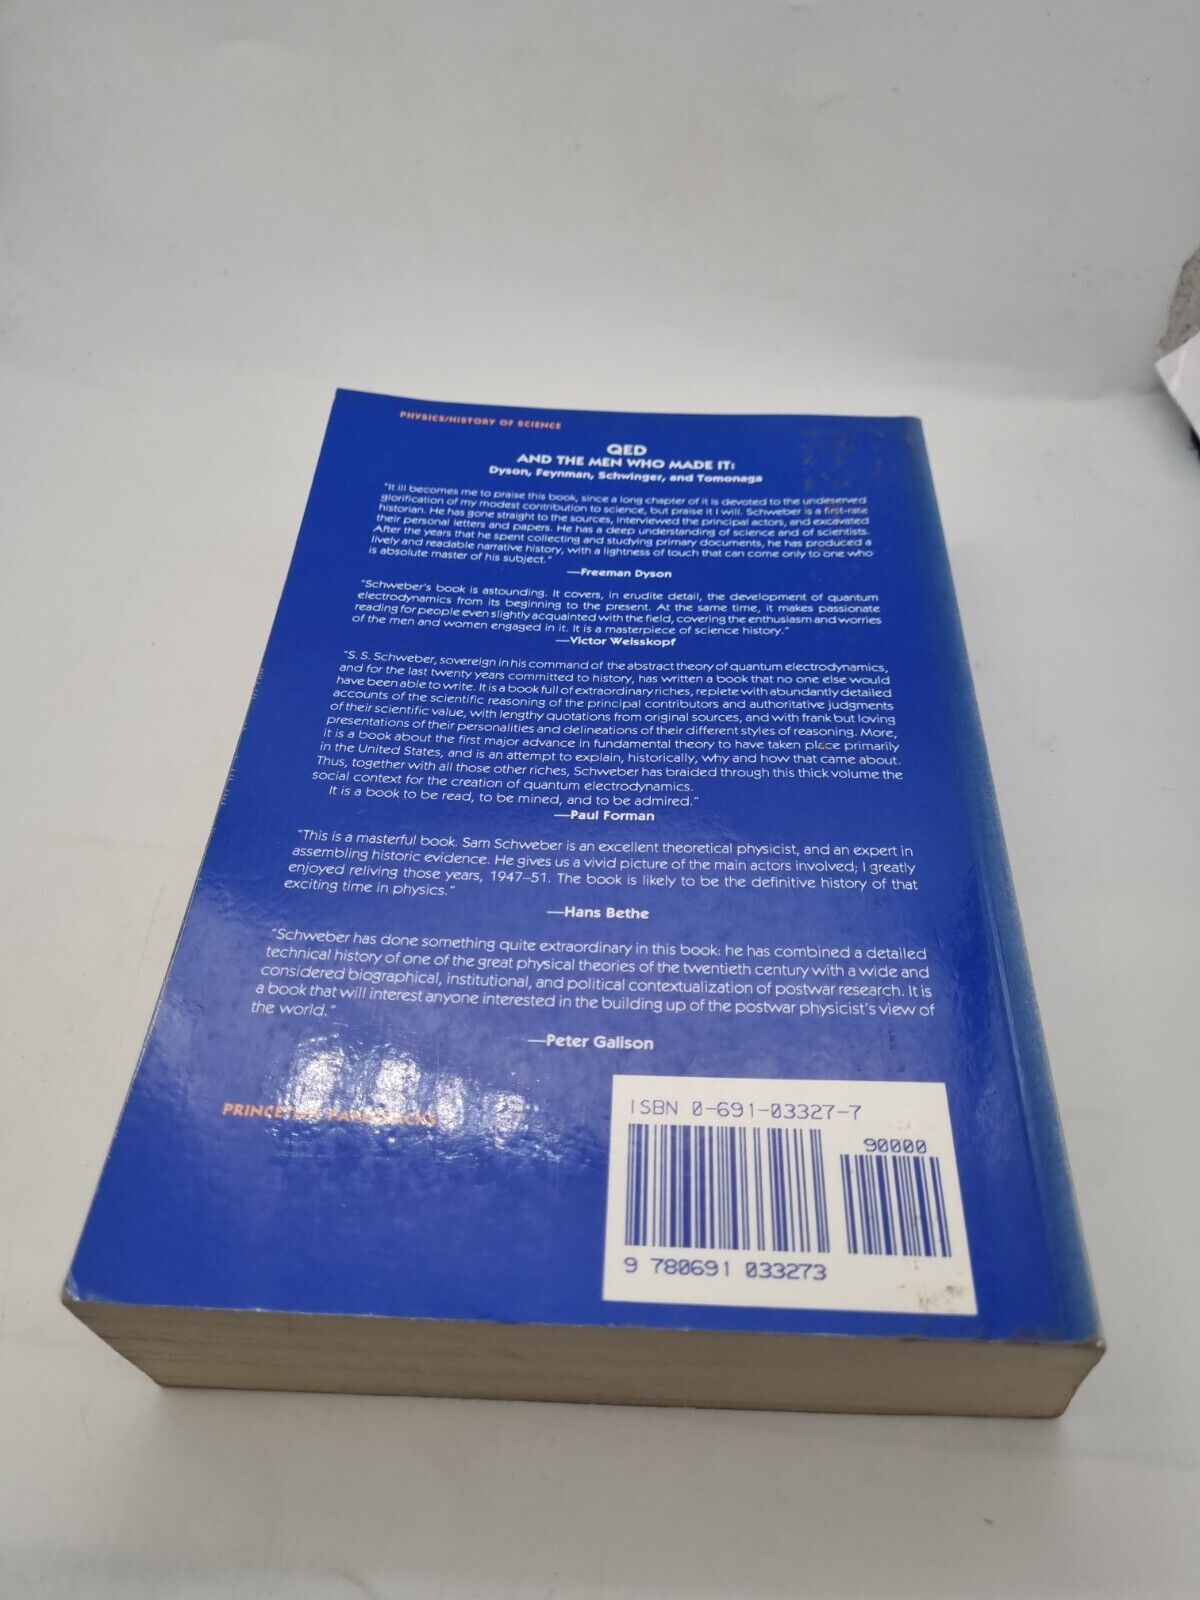 PHYSICS/HISTORY OF SCIENCE
QED
AND THE MEN WHO MADE IT:
Dyson, Feynman, Schwinger, and Tomonaga
"It ill becomes me to praise this book, since a long chapter of it is devoted to the undeserved
glorification of my modest contribution to science, but praise it I will. Schweber is a first-rate
historian. He has gone straight to the sources, interviewed the principal actors, and excavated
their personal letters and papers. He has a deep understanding of science and of scientists.
After the years that he spent collecting and studying primary documents, he has produced a
lively and readable narrative history, with a lightness of touch that can come only to one who
is absolute master of his subject."
—Freeman Dyson
"Schweber's book is astounding. It covers, in erudite detail, the development of quantum
electrodynamics from its beginning to the present. At the same time, it makes passionate
reading for people even slightly acquainted with the field, covering the enthusiasm and worries
of the men and women engaged in it. It is a masterpiece of science history."
—Victor Weisskopf
"S. S. Schweber, sovereign in his command of the abstract theory of quantum electrodynamics,
and for the last twenty years committed to history, has written a book that no one else would
have been able to write. It is a book full of extraordinary riches, replete with abundantly detailed
accounts of the scientific reasoning of the principal contributors and authoritative judgments
of their scientific value, with lengthy quotations from original sources, and with frank but loving
presentations of their personalities and delineations of their different styles of reasoning. More,
it is a book about the first major advance in fundamental theory to have taken place primarily
in the United States, and is an attempt to explain, historically, why and how that came about.
Thus, together with all those other riches, Schweber has braided through this thick volume the
social context for the creation of quantum electrodynamics.
It is a book to be read, to be mined, and to be admired."
—Paul Forman
"This is a masterful book. Sam Schweber is an excellent theoretical physicist, and an expert in
assembling historic evidence. He gives us a vivid picture of the main actors involved; I greatly
enjoyed reliving those years, 1947–51. The book is likely to be the definitive history of that
exciting time in physics."
—Hans Bethe
"Schweber has done something quite extraordinary in this book: he has combined a detailed
technical history of one of the great physical theories of the twentieth century with a wide and
considered biographical, institutional, and political contextualization of postwar research. It is
a book that will interest anyone interested in the building up of the postwar physicist's view of
the world."
—Peter Galison
PRINCETON PAPERBACKS
ISBN 0-691-03327-7
90000
9 780691 033273